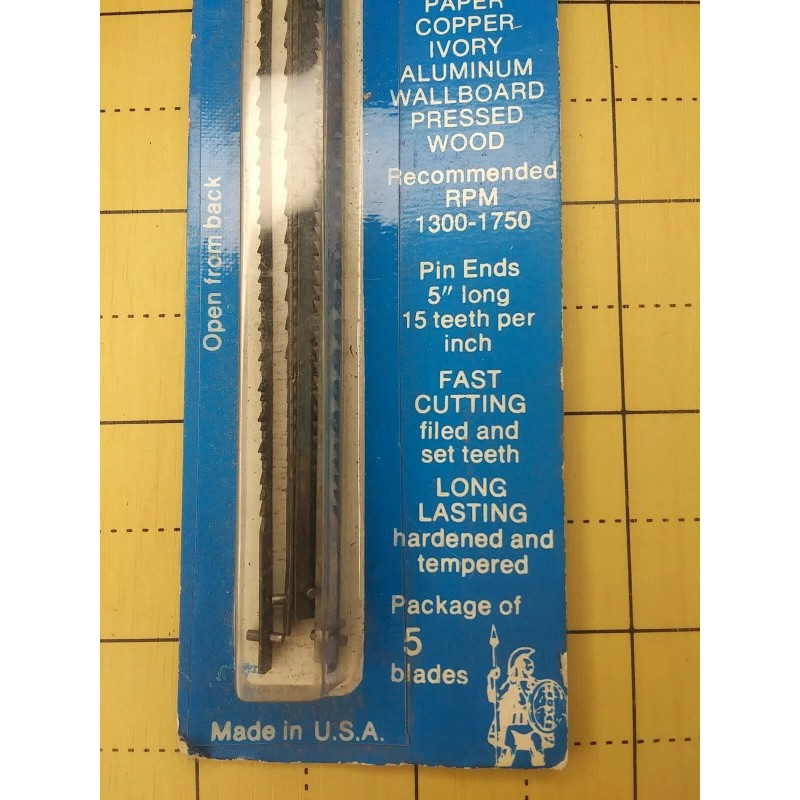 PAPER
COPPER
IVORY
ALUMINUM
WALLBOARD
PRESSED
WOOD
Recommended
RPM
1300-1750
Pin Ends
5" long
15 teeth per
inch
FAST
CUTTING
filed and
set teeth
LONG
LASTING
hardened and
tempered
Package of
5
blades
Open from back
Made in U.S.A.